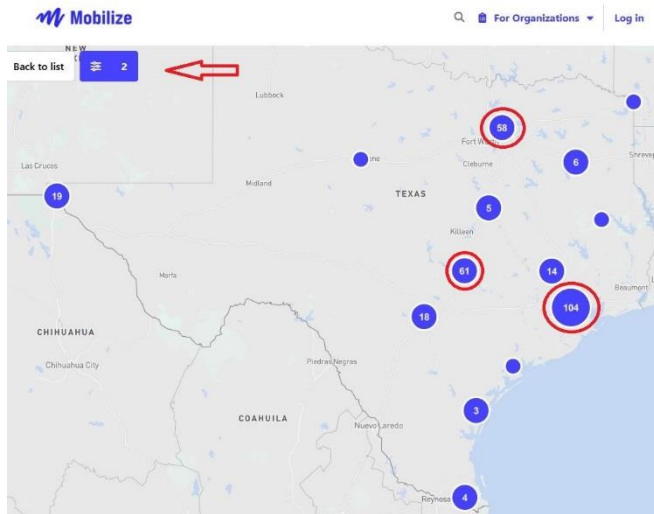 Mobilize
For Organizations
Log in
NEW
Back to list
2
Lubbock
58
Fort Worth
Las Cruces
Cleburne
6
Shrevep
Midland
19
TEXAS
5
Killeen
Marfa
61
14
Beaumont
104
18
CHIHUAHUA
Chihuahua City
Piedras Negras
COAHUILA
Nuevo Laredo
3
Reynosa
4